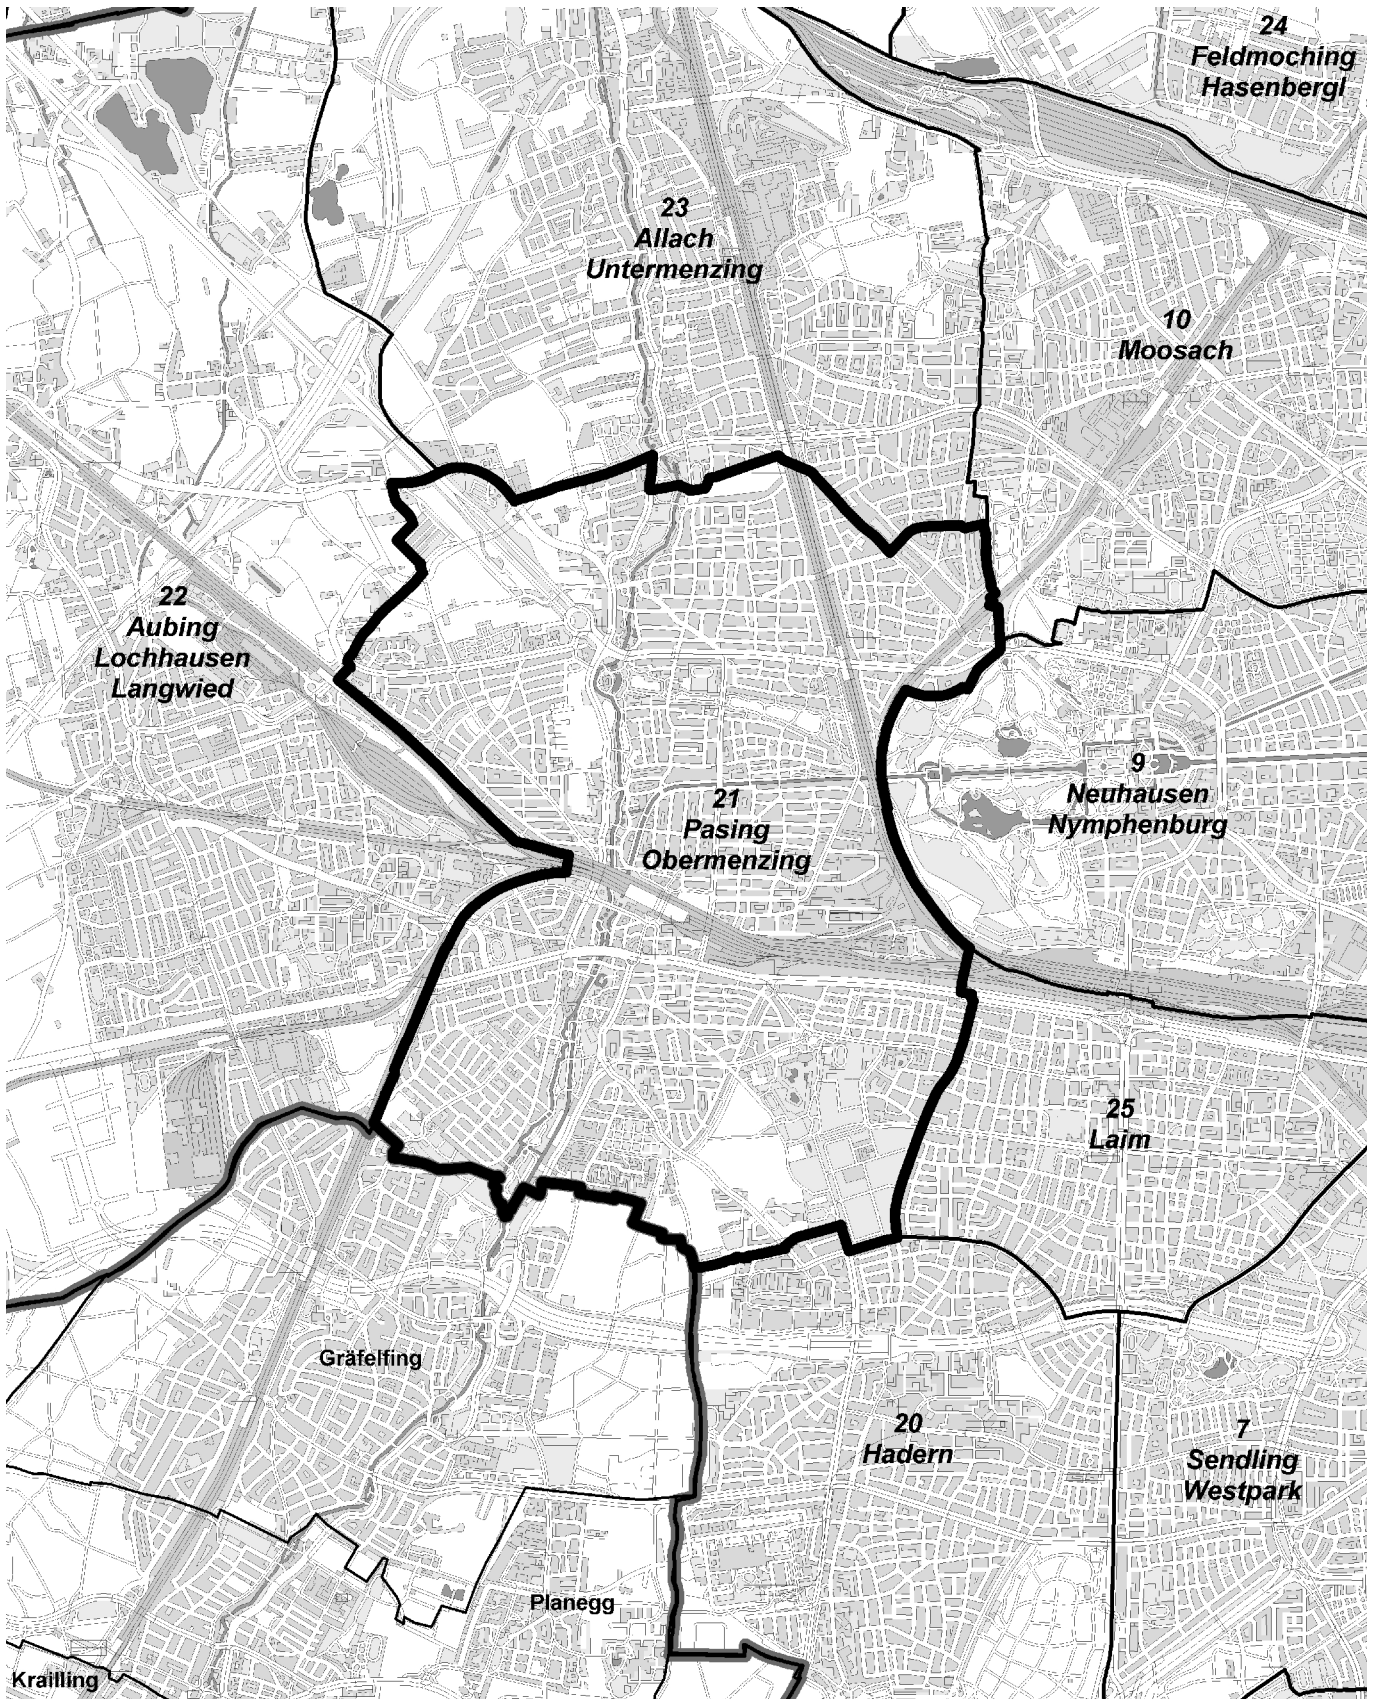 24
Feldmoching
Hasenbergl
23
Allach
Untermenzing
10
Moosach
22
Aubing
Lochhausen
Langwied
9
Neuhausen
Nymphenburg
21
Pasing
Obermenzing
25
Laim
Gräfelfing
20
Hadern
7
Sendling
Westpark
Planegg
Krailling